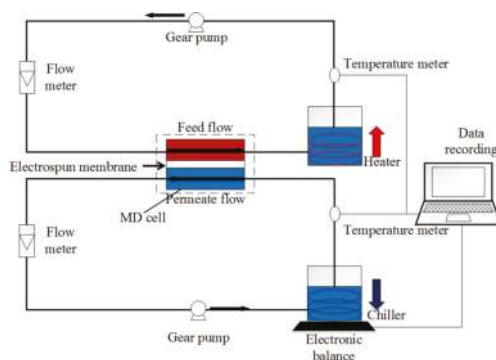 Gear pump
Flow
meter
Temperature meter
Feed flow
Data
recording
Heater
Electrospun membrane
Permeate flow
MD cell
Flow
meter
Temperature meter
Chiller
Gear pump
Electronic
balance